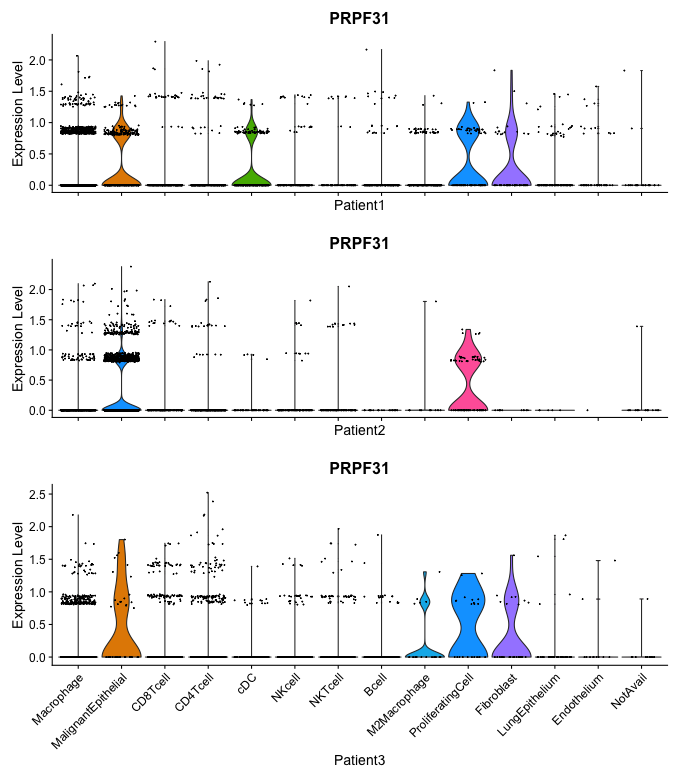 PRPF31
Expression Level
2.0
1.5
1.0
0.5
0.0
Patient1
PRPF31
Expression Level
2.0
1.5
1.0
0.5
0.0
Patient2
PRPF31
Expression Level
2.5
2.0
1.5
1.0
0.5
0.0
Macrophage
MalignantEpithelial
CD8Tcell
CD4Tcell
cDC
NKcell
NKTcell
Bcell
M2Macrophage
ProliferatingCell
Fibroblast
LungEpithelium
Endothelium
NotAvail
Patient3